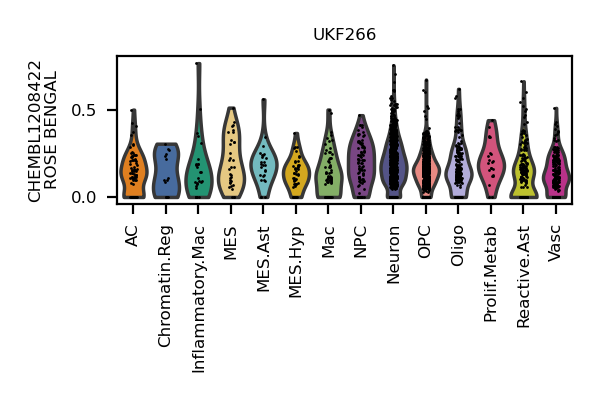 UKF266
CHEMBL1208422
ROSE BENGAL
0.5
0.0
AC
Chromatin.Reg
Inflammatory.Mac
MES
MES.Ast
MES.Hyp
Mac
NPC
Neuron
OPC
Oligo
Prolif.Metab
Reactive.Ast
Vasc